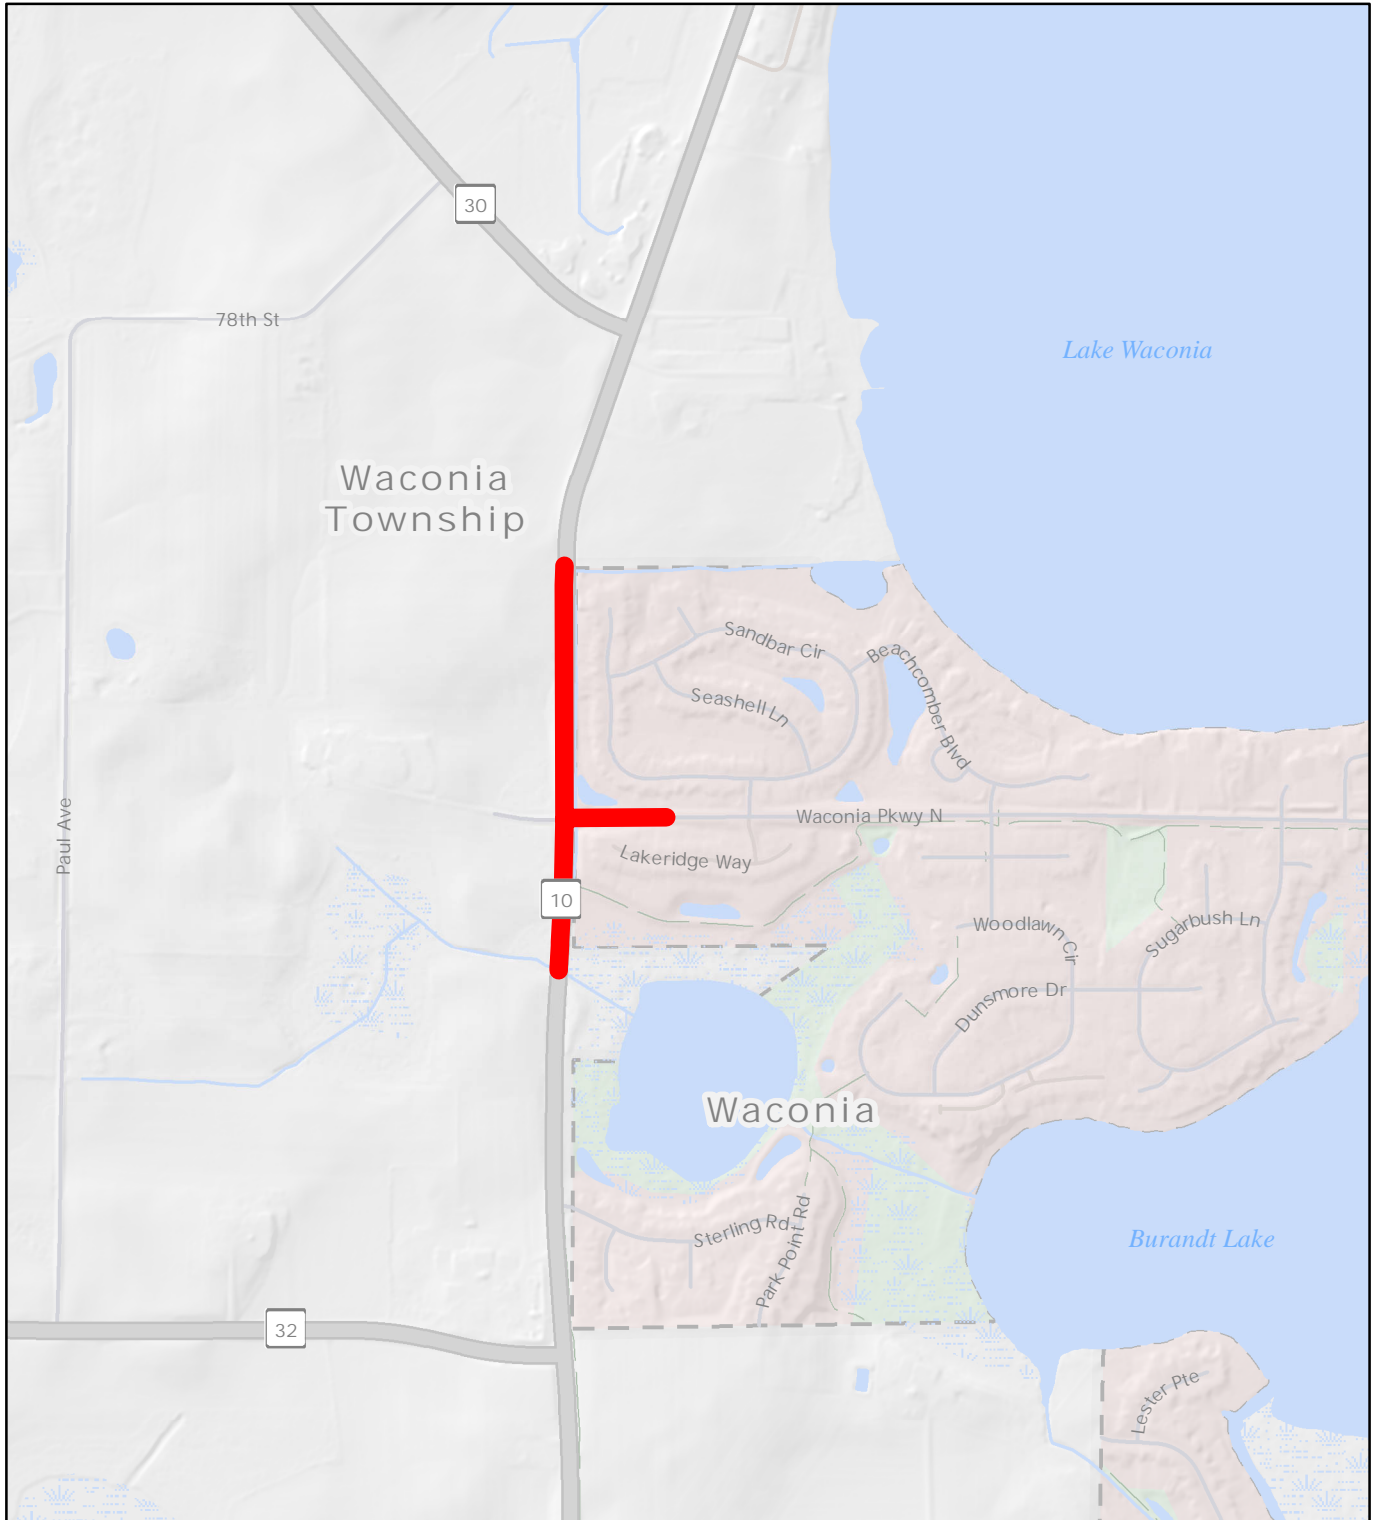 30
78th St
Lake Waconia
Waconia
Township
Sandbar Cir
Beachcomber Blvd
Seashell Ln
Waconia Pkwy N
Paul Ave
Lakeridge Way
10
Woodlawn Cir
Sugarbush Ln
Dunsmore Dr
Waconia
Sterling Rd
Park Point Rd
Burandt Lake
32
Lester Pte